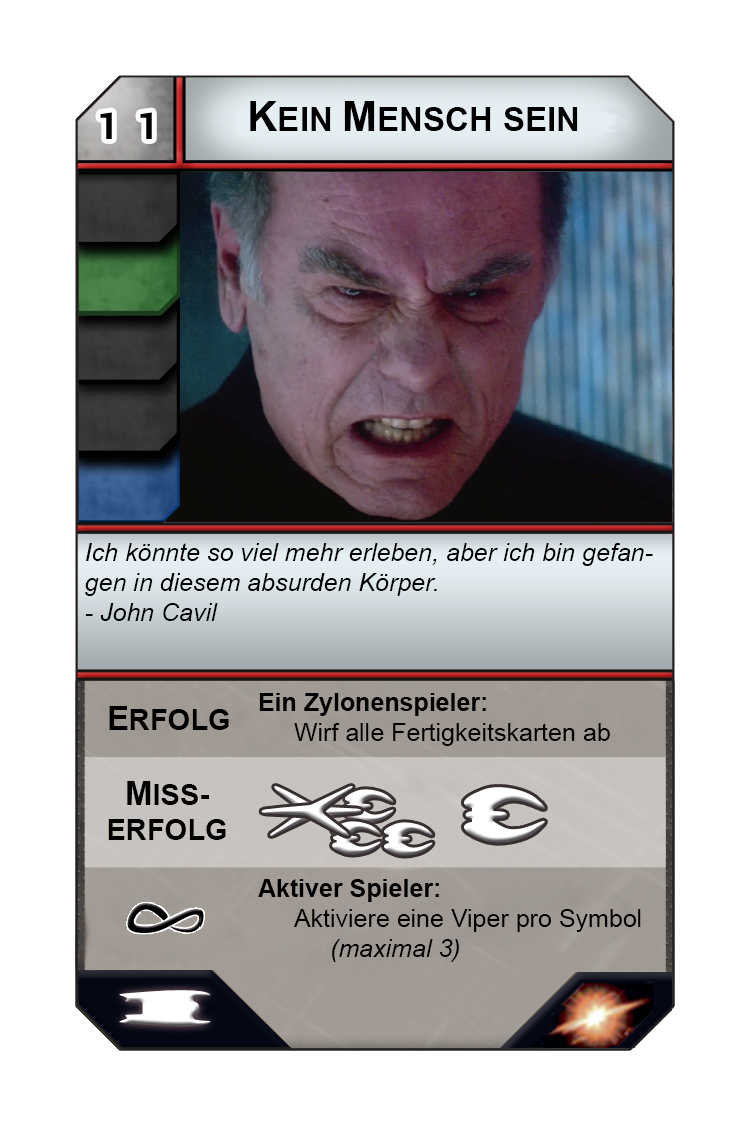 11
KEIN MENSCH SEIN
Ich könnte so viel mehr erleben, aber ich bin gefan-
gen in diesem absurden Körper.
- John Cavil
ERFOLG
Ein Zylonenspieler:
Wirf alle Fertigkeitskarten ab
MISS-
ERFOLG
Aktiver Spieler:
Aktiviere eine Viper pro Symbol
(maximal 3)